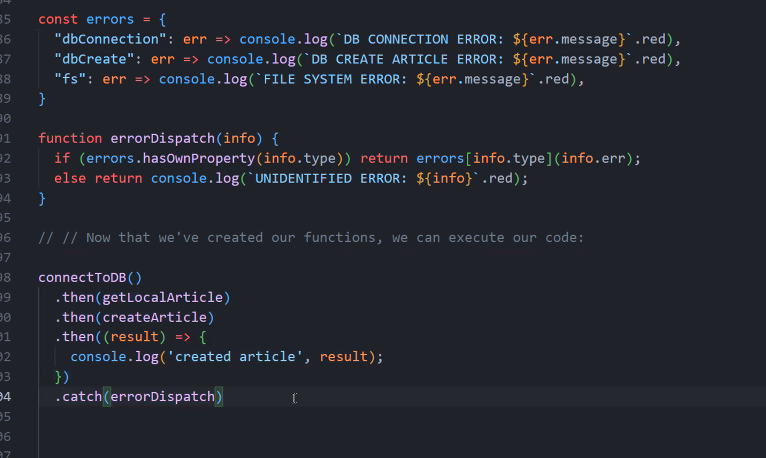 85 const errors = {
86 "dbConnection": err => console.log(`DB CONNECTION ERROR: ${err.message}`.red),
87 "dbCreate": err => console.log(`DB CREATE ARTICLE ERROR: ${err.message}`.red),
88 "fs": err => console.log(`FILE SYSTEM ERROR: ${err.message}`.red),
89 }
90
91 function errorDispatch(info) {
92 if (errors.hasOwnProperty(info.type)) return errors[info.type](info.err);
93 else return console.log(`UNIDENTIFIED ERROR: ${info}`.red);
94 }
95
96 // // Now that we've created our functions, we can execute our code:
97
98 connectToDB()
99 .then(getLocalArticle)
00 .then(createArticle)
01 .then((result) => {
02 console.log('created article', result);
03 })
04 .catch(errorDispatch)
05
06
07